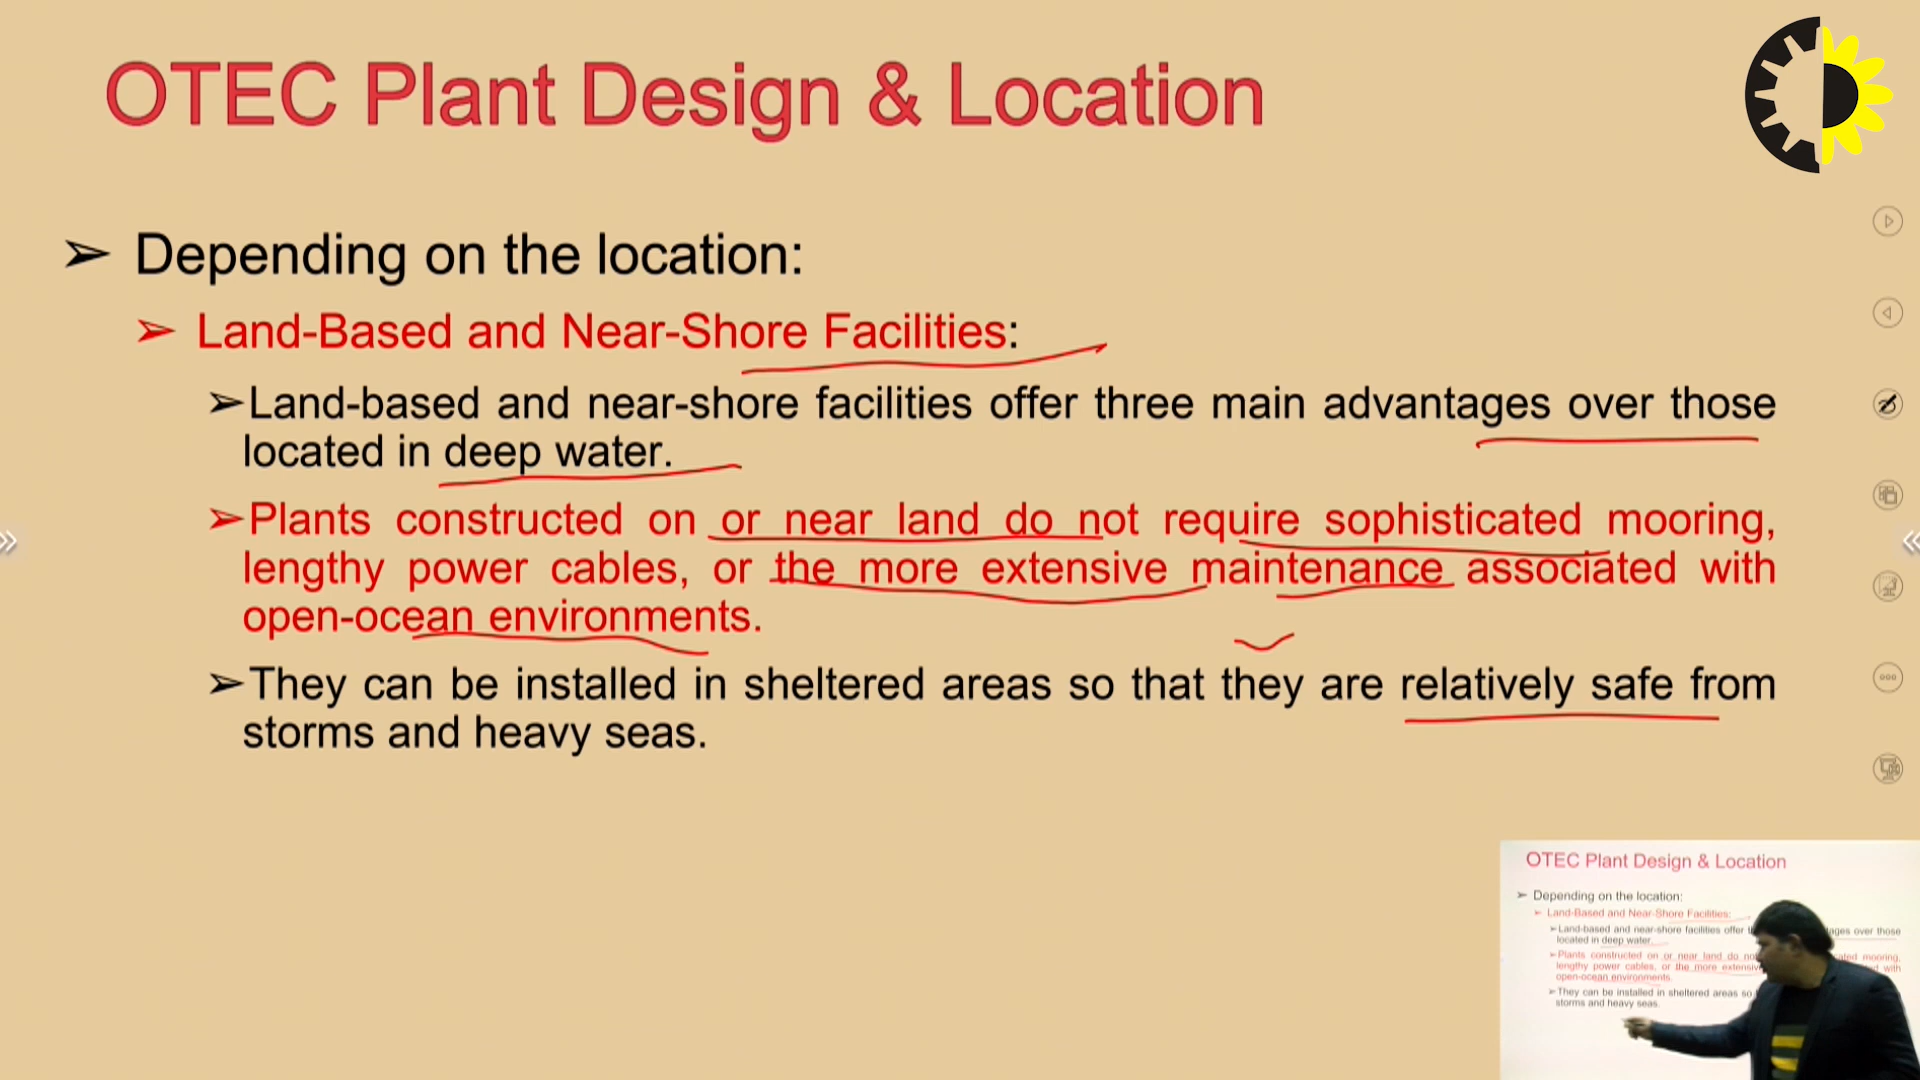 OTEC Plant Design & Location
➢ Depending on the location:
➢ Land-Based and Near-Shore Facilities:
➢Land-based and near-shore facilities offer three main advantages over those
located in deep water.
➢Plants constructed on or near land do not require sophisticated mooring,
lengthy power cables, or the more extensive maintenance associated with
open-ocean environments.
➢They can be installed in sheltered areas so that they are relatively safe from
storms and heavy seas.
OTEC Plant Design & Location
➢ Depending on the location:
➢ Land-Based and Near-Shore Facilities:
➢Land-based and near-shore facilities offer ages over those
located in deep water.
➢Plants constructed on or near land do not cated mooring,
lengthy power cables, or the more extensive with
open-ocean environments.
➢They can be installed in sheltered areas so
storms and heavy seas.